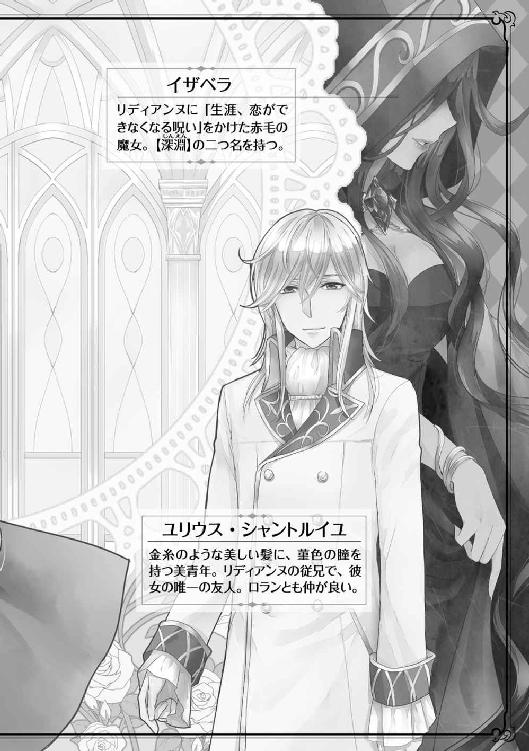 イザベラ
リディアンヌに「生涯、恋がで
きなくなる呪い」をかけた赤毛の
魔女。【深淵】の二つ名を持つ。
ユリウス・シャントルイユ
金糸のような美しい髪に、菫色の瞳を
持つ美青年。リディアンヌの従兄で、彼
女の唯一の友人。ロランとも仲が良い。